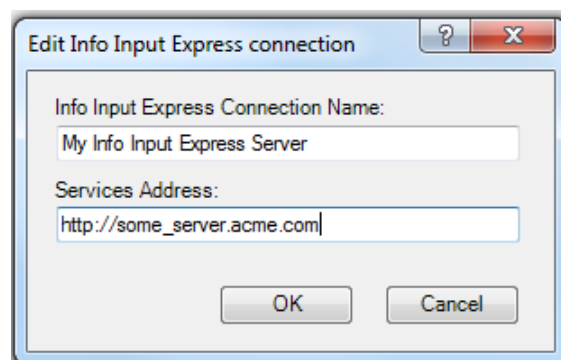 Edit Info Input Express connection
?
Info Input Express Connection Name:
My Info Input Express Server
Services Address:
http://some_server.acme.com
OK
Cancel